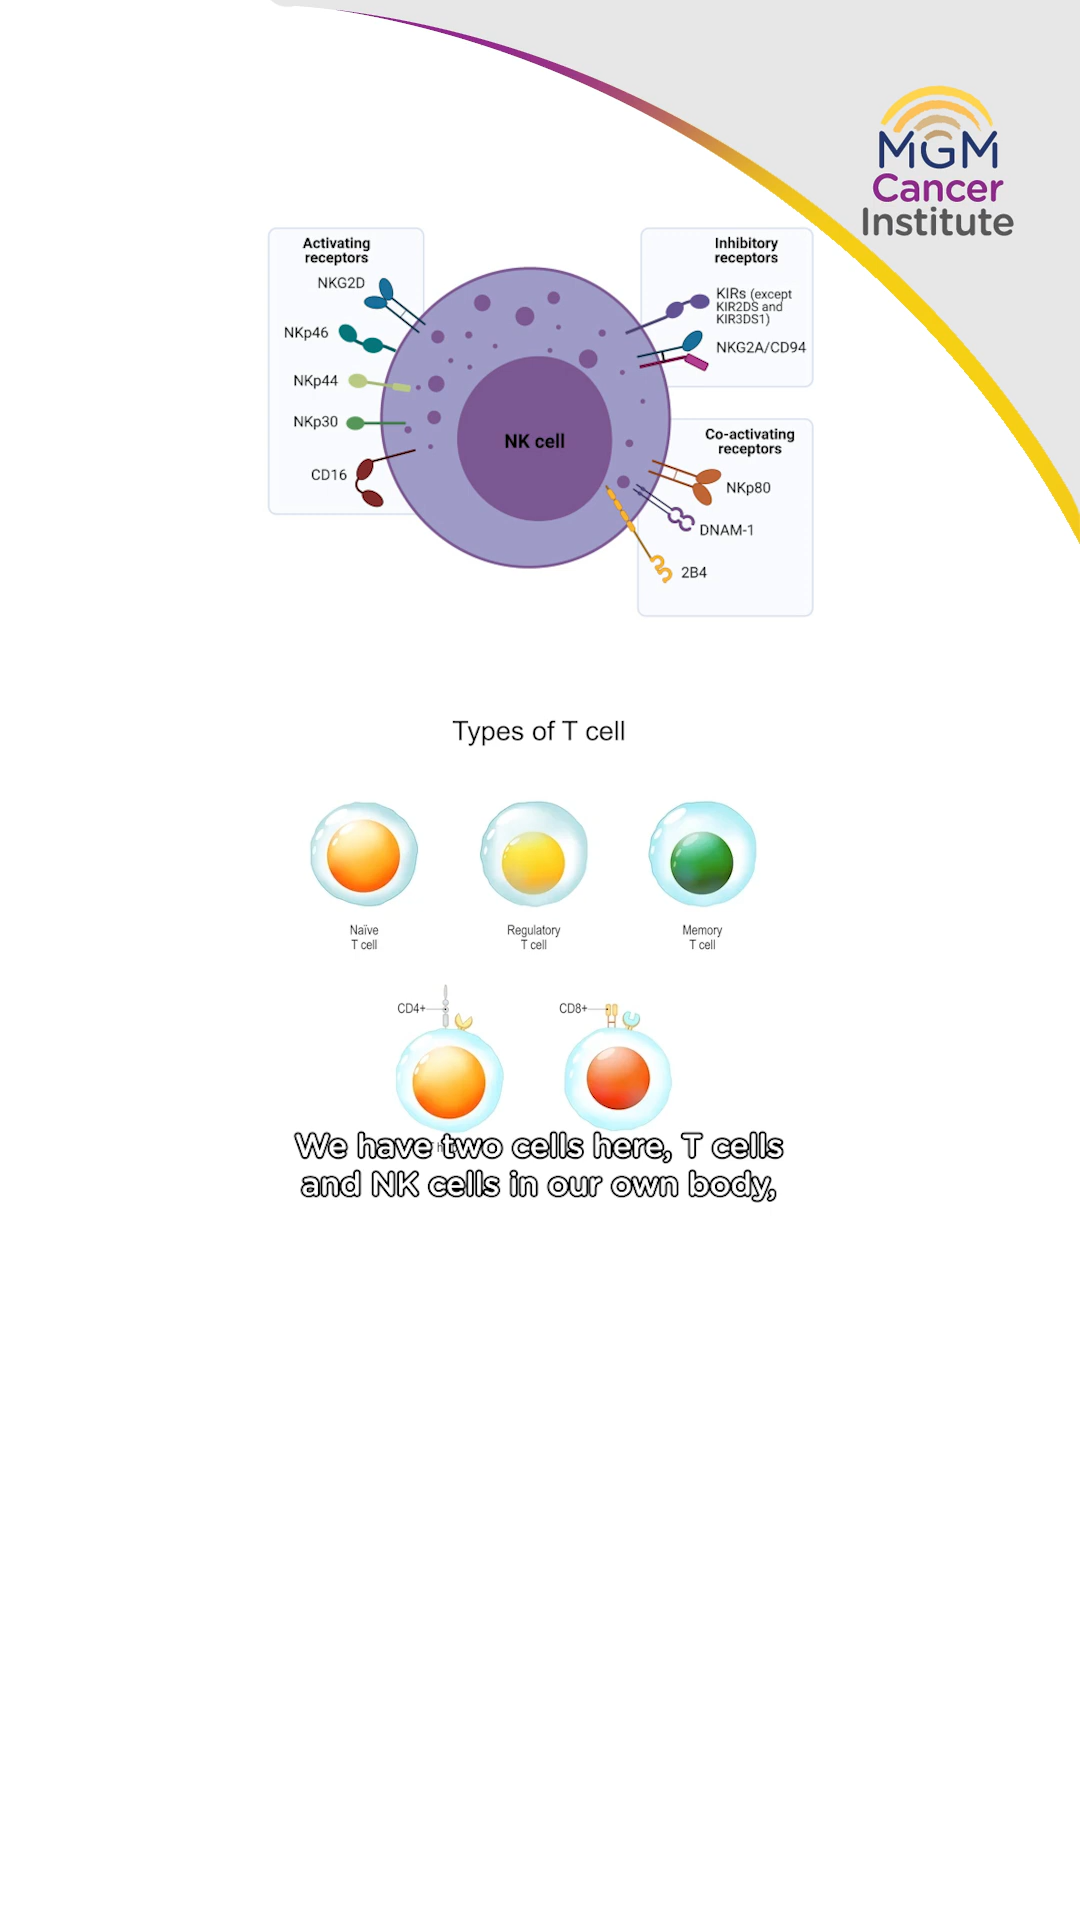 MGM
Cancer
Institute
Activating
receptors
NKG2D
NKp46
NKp44
NKp30
CD16
NK cell
Inhibitory
receptors
KIRs (except
KIR2DS and
KIR3DS1)
NKG2A/CD94
Co-activating
receptors
NKp80
DNAM-1
2B4
Types of T cell
Naïve
T cell
Regulatory
T cell
Memory
T cell
CD4+
CD8+
We have two cells here, T cells
and NK cells in our own body,